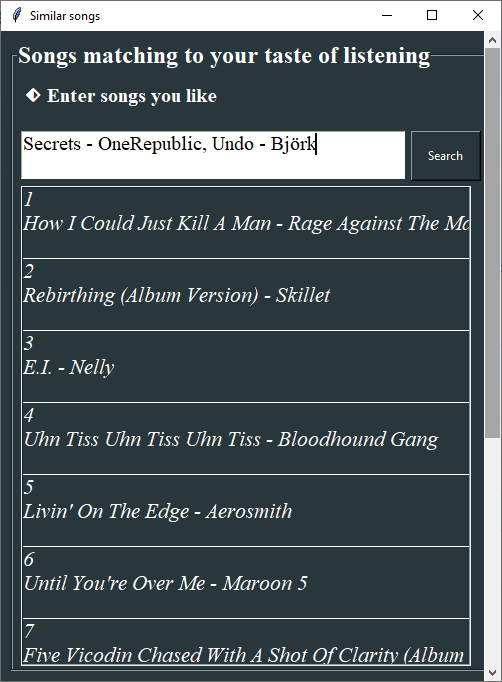 Similar songs
Songs matching to your taste of listening
Enter songs you like
Secrets - OneRepublic, Undo - Björk
Search
1
How I Could Just Kill A Man - Rage Against The Ma
2
Rebirthing (Album Version) - Skillet
3
E.I. - Nelly
4
Uhn Tiss Uhn Tiss Uhn Tiss - Bloodhound Gang
5
Livin' On The Edge - Aerosmith
6
Until You're Over Me - Maroon 5
7
Five Vicodin Chased With A Shot Of Clarity (Album